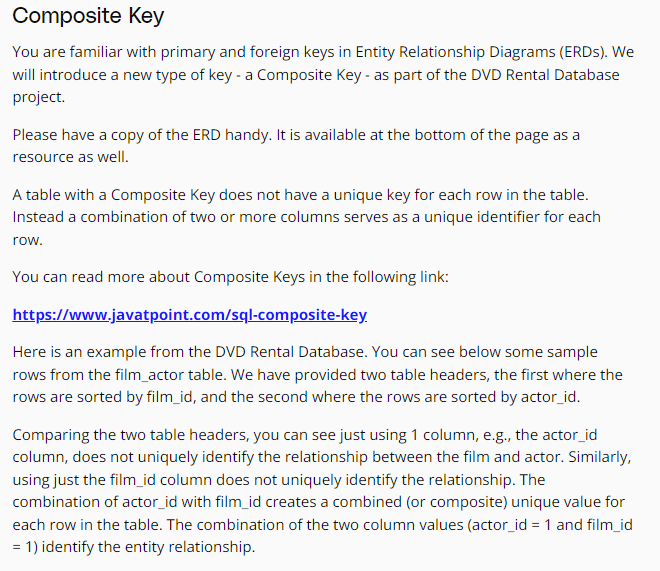 Composite Key
You are familiar with primary and foreign keys in Entity Relationship Diagrams (ERDs). We
will introduce a new type of key - a Composite Key - as part of the DVD Rental Database
project.
Please have a copy of the ERD handy. It is available at the bottom of the page as a
resource as well.
A table with a Composite Key does not have a unique key for each row in the table.
Instead a combination of two or more columns serves as a unique identifier for each
row.
You can read more about Composite Keys in the following link:
https://www.javatpoint.com/sql-composite-key
Here is an example from the DVD Rental Database. You can see below some sample
rows from the film_actor table. We have provided two table headers, the first where the
rows are sorted by film_id, and the second where the rows are sorted by actor_id.
Comparing the two table headers, you can see just using 1 column, e.g., the actor_id
column, does not uniquely identify the relationship between the film and actor. Similarly,
using just the film_id column does not uniquely identify the relationship. The
combination of actor_id with film_id creates a combined (or composite) unique value for
each row in the table. The combination of the two column values (actor_id = 1 and film_id
= 1) identify the entity relationship.